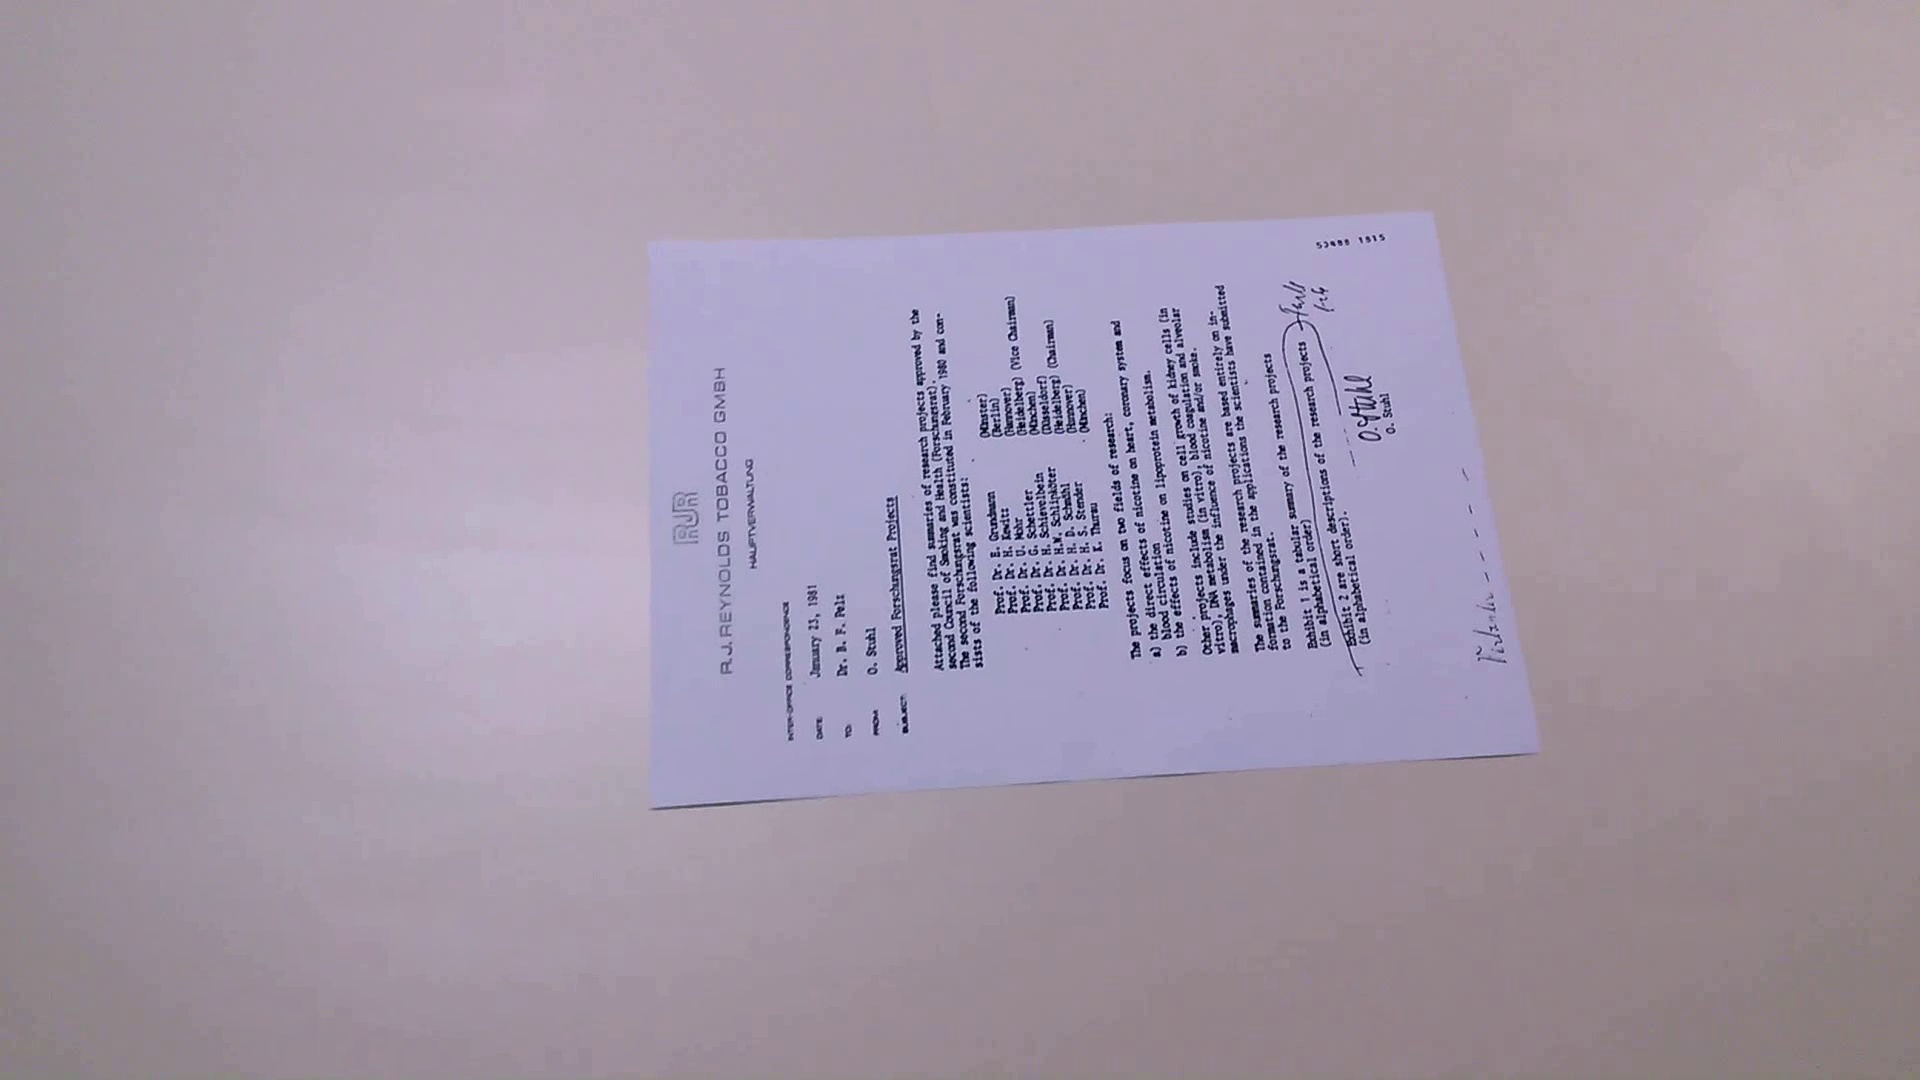 RJR
R.J. REYNOLDS TOBACCO GMBH
HAUPTVERWALTUNG
INTER-OFFICE CORRESPONDENCE
DATE: January 23, 1981
TO: Dr. B. F. Pelz
FROM: O. Stuhl
SUBJECT: Approved Forschungsrat Projects
Attached please find summaries of research projects approved by the
second Council of Smoking and Health (Forschungsrat).
The second Forschungsrat was constituted in February 1980 and con-
sists of the following scientists:
Prof. Dr. E. Grundmann (Münster)
Prof. Dr. H. Kewitz (Berlin)
Prof. Dr. U. Mohr (Hannover)
Prof. Dr. G. Schettler (Heidelberg) (Vice Chairman)
Prof. Dr. H. Schievelbein (München)
Prof. Dr. H.W. Schlipköter (Düsseldorf)
Prof. Dr. D. Schmähl (Heidelberg) (Chairman)
Prof. Dr. H. S. Stender (Hannover)
Prof. Dr. K. Thurau (München)
The projects focus on two fields of research:
a) the direct effects of nicotine on heart, coronary system and
blood circulation
b) the effects of nicotine on lipoprotein metabolism.
Other projects include studies on cell growth of kidney cells (in
vitro), DNA metabolism (in vitro), blood coagulation and alveolar
macrophages under the influence of nicotine and/or smoke.
The summaries of the research projects are based entirely on in-
formation contained in the applications the scientists have submitted
to the Forschungsrat.
Exhibit 1 is a tabular summary of the research projects
(in alphabetical order)
Exhibit 2 are short descriptions of the research projects
(in alphabetical order).
O. Stuhl
O. Stuhl